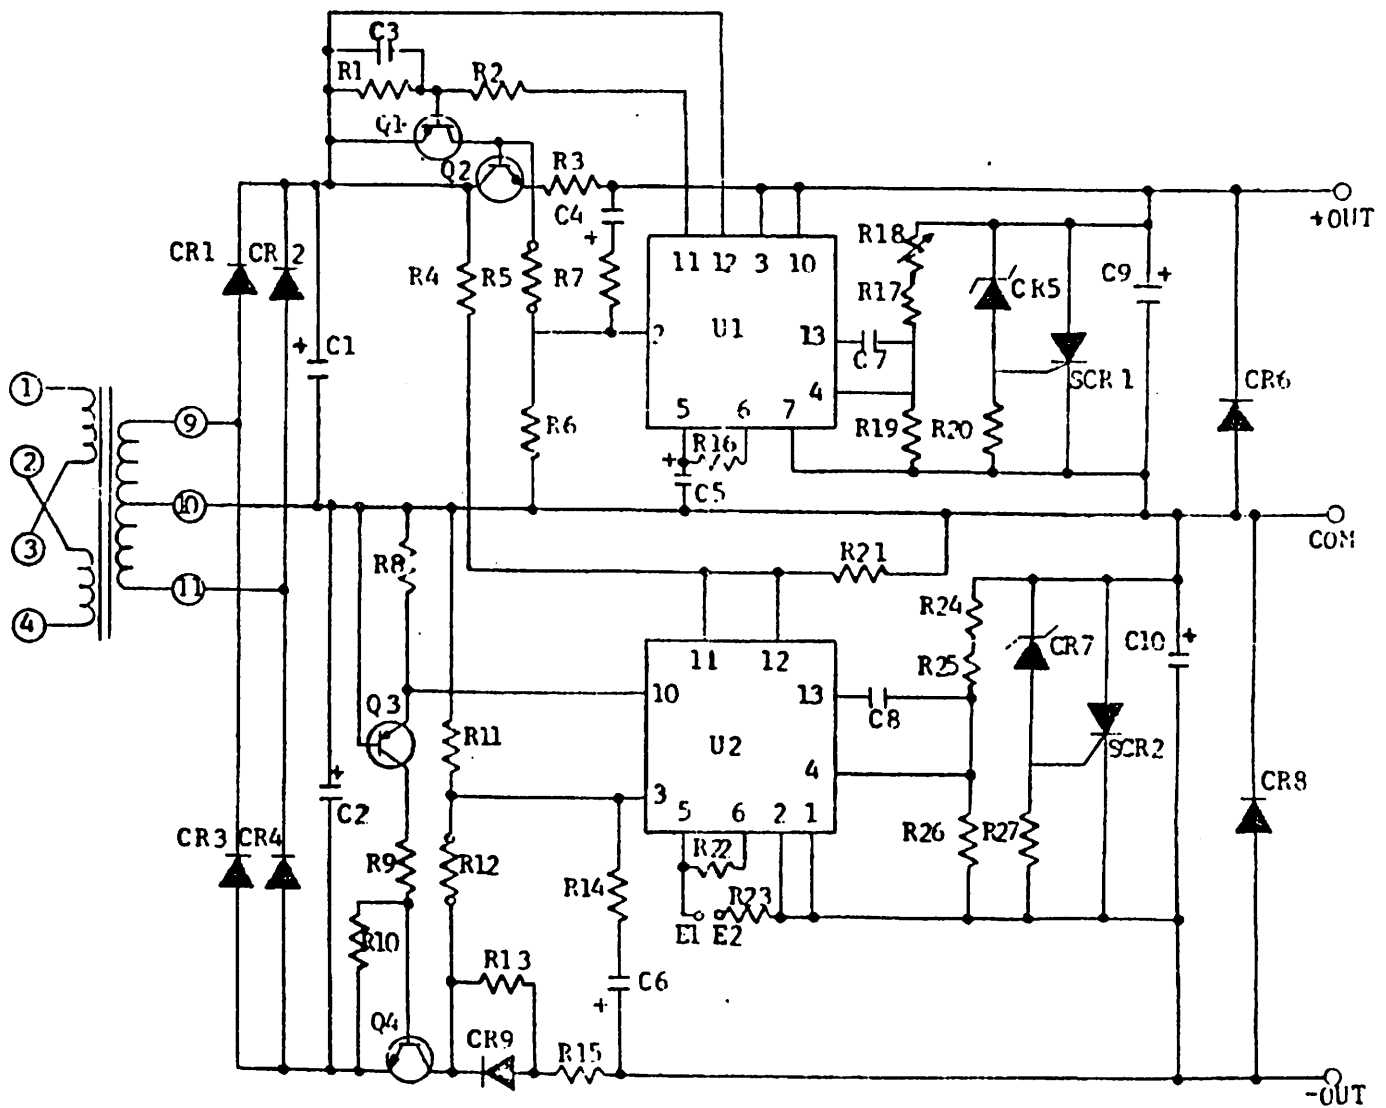 C3
R1
R2
Q1
Q2
R3
C4
+OUT
CR1
CR2
R4
R5
R7
11 12 3 10
R18
R17
CR5
C9
+
U1
13
C7
2
4
+
C1
SCR1
CR6
1
2
3
4
9
10
11
5 6 7
R6
R16
+
C5
R19
R20
COM
R8
R21
R24
R25
CR7
C10
+
11 12
10
13
C8
Q3
R11
U2
SCR2
4
3
+
C2
5 6 2 1
CR8
CR3 CR4
R9
R12
R22
R26
R27
R14
R23
E1 E2
R10
R13
C6
+
Q4
CR9
R15
-OUT